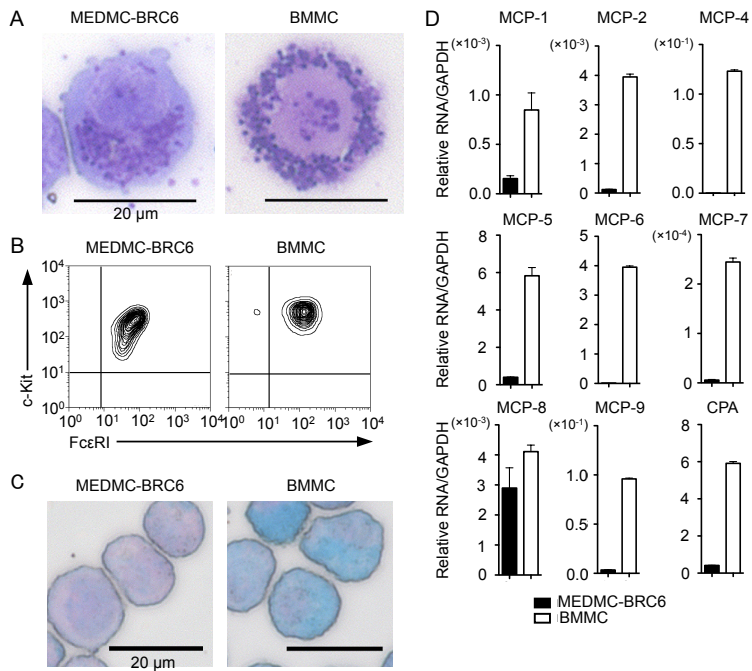 A
MEDMC-BRC6
BMMC
20 µm
B
MEDMC-BRC6
BMMC
c-Kit
10⁴
10³
10²
10¹
10⁰
10⁰ 10¹ 10² 10³ 10⁴
10⁰ 10¹ 10² 10³ 10⁴
FcεRI
C
MEDMC-BRC6
BMMC
20 µm
D
MCP-1
MCP-2
MCP-4
Relative RNA/GAPDH
(×10⁻³)
1.0
0.5
0.0
(×10⁻³)
4
3
2
1
0
(×10⁻¹)
1.0
0.5
0.0
MCP-5
MCP-6
MCP-7
Relative RNA/GAPDH
8
6
4
2
0
5
4
3
2
1
0
(×10⁻⁴)
2
1
0
MCP-8
MCP-9
CPA
Relative RNA/GAPDH
(×10⁻³)
5
4
3
2
1
0
(×10⁻¹)
1.0
0.5
0.0
8
6
4
2
0
MEDMC-BRC6
BMMC